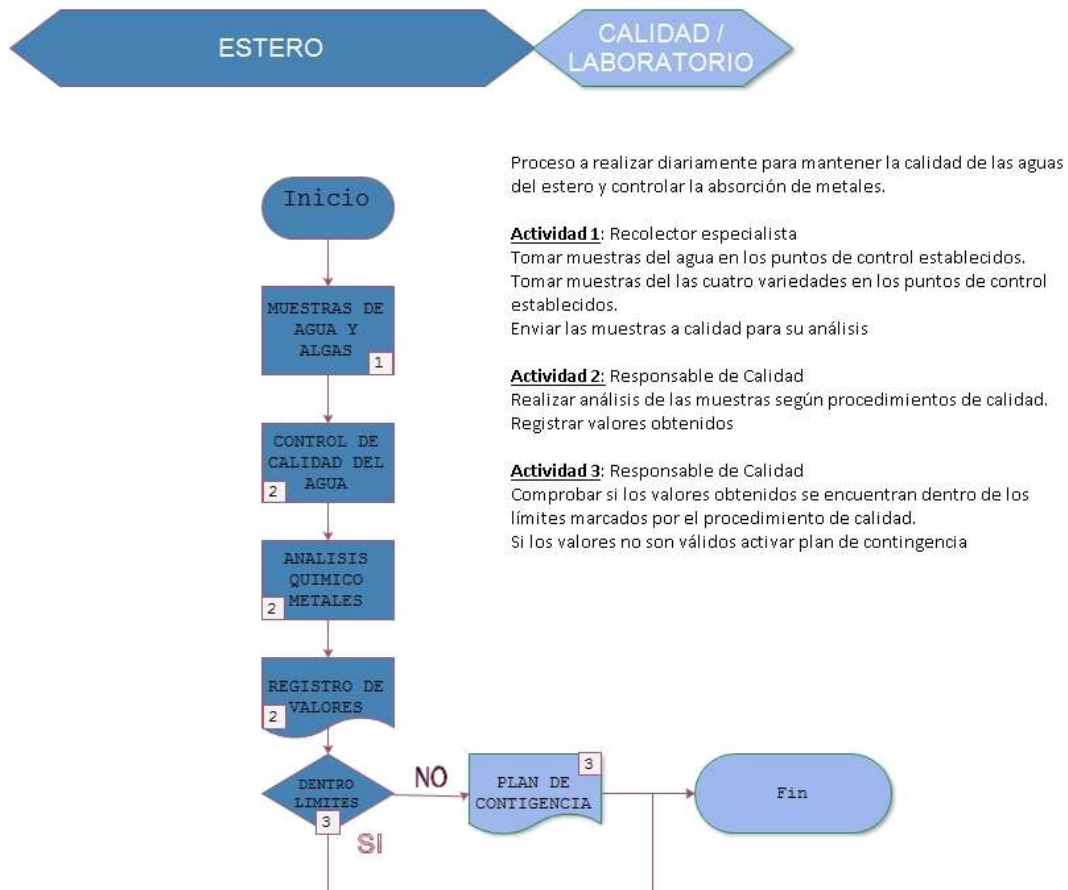 ESTERO
CALIDAD /
LABORATORIO
Proceso a realizar diariamente para mantener la calidad de las aguas
del estero y controlar la absorción de metales.
Actividad 1: Recolector especialista
Tomar muestras del agua en los puntos de control establecidos.
Tomar muestras del las cuatro variedades en los puntos de control
establecidos.
Enviar las muestras a calidad para su análisis
Actividad 2: Responsable de Calidad
Realizar análisis de las muestras según procedimientos de calidad.
Registrar valores obtenidos
Actividad 3: Responsable de Calidad
Comprobar si los valores obtenidos se encuentran dentro de los
límites marcados por el procedimiento de calidad.
Si los valores no son válidos activar plan de contingencia
Inicio
MUESTRAS DE
AGUA Y
ALGAS
1
CONTROL DE
CALIDAD DEL
AGUA
2
ANALISIS
QUIMICO
METALES
2
REGISTRO DE
VALORES
2
DENTRO
LIMITES
3
NO
SI
3
PLAN DE
CONTIGENCIA
Fin